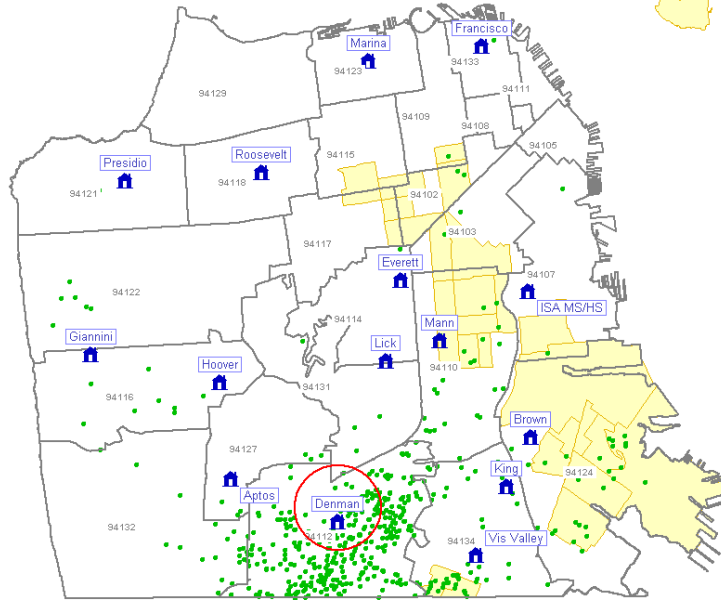 Francisco
Marina
94133
94123
94129
94111
94109
94108
94105
94115
Roosevelt
Presidio
94118
94121
94102
94103
94117
Everett
94107
94122
ISA MS/HS
94114
Mann
Giannini
Lick
Hoover
94110
94131
94116
Brown
94127
King
94124
Aptos
Denman
94132
94112
Vis Valley
94134